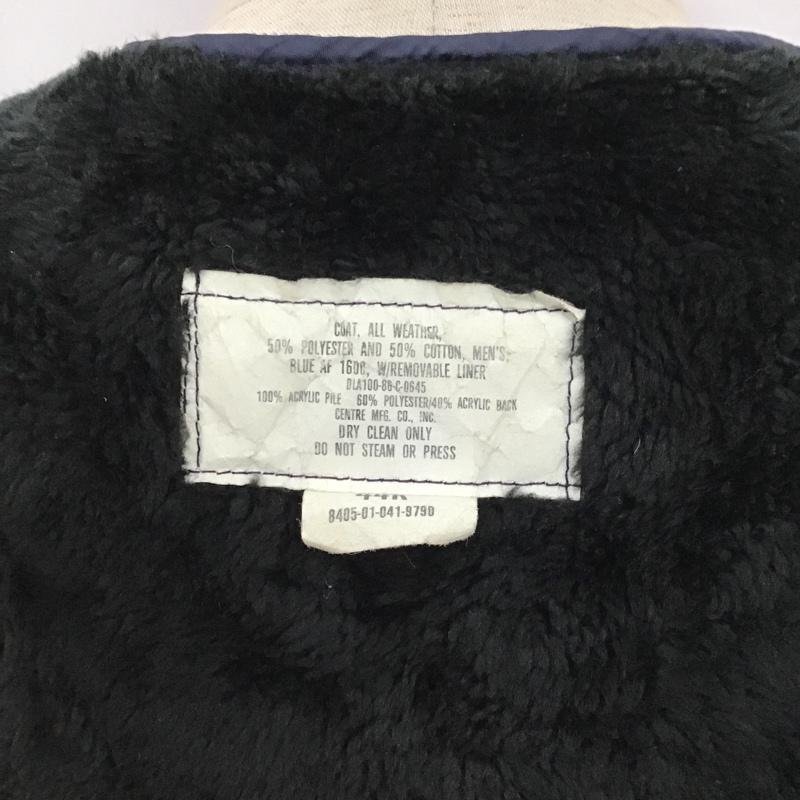 COAT, ALL WEATHER,
50% POLYESTER AND 50% COTTON, MEN'S,
BLUE AF 1608, W/REMOVABLE LINER
DLA100-86-C-0645
100% ACRYLIC PILE 60% POLYESTER/40% ACRYLIC BACK
CENTRE MFG. CO., INC.
DRY CLEAN ONLY
DO NOT STEAM OR PRESS
8405-01-041-9790